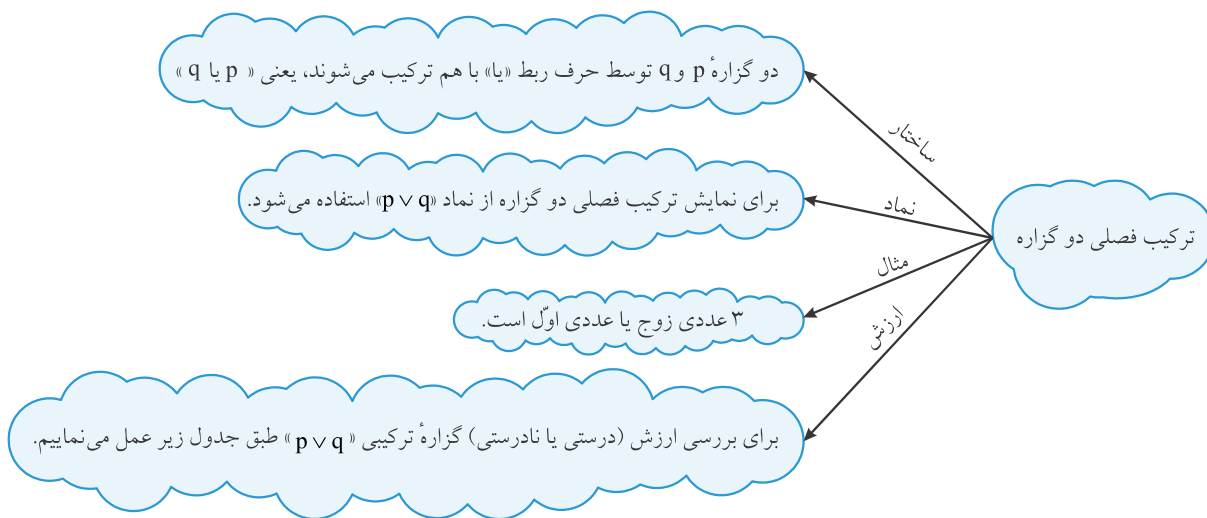 ترکیب فصلی دو گزاره
ساختار
دو گزارهٔ p و q توسط حرف ربط «یا» با هم ترکیب می‌شوند، یعنی « p یا q »
نماد
برای نمایش ترکیب فصلی دو گزاره از نماد «p ∨ q» استفاده می‌شود.
مثال
۳ عددی زوج یا عددی اوّل است.
ارزش
برای بررسی ارزش (درستی یا نادرستی) گزارهٔ ترکیبی « p ∨ q » طبق جدول زیر عمل می‌نماییم.